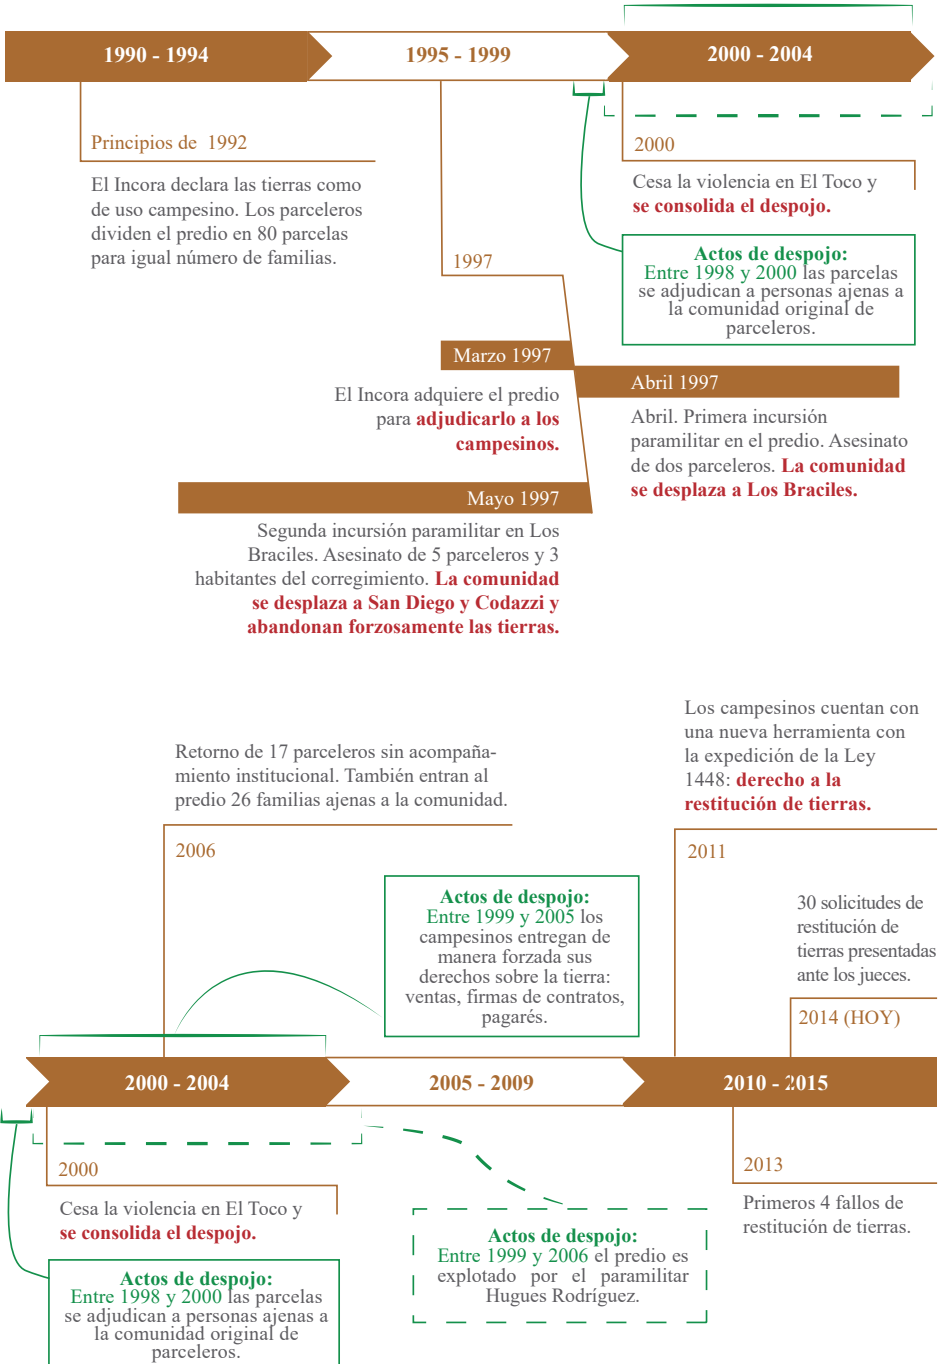 1990 - 1994
1995 - 1999
2000 - 2004
Principios de 1992
El Incora declara las tierras como
de uso campesino. Los parceleros
dividen el predio en 80 parcelas
para igual número de familias.
2000
Cesa la violencia en El Toco y
se consolida el despojo.
Actos de despojo:
Entre 1998 y 2000 las parcelas
se adjudican a personas ajenas a
la comunidad original de
parceleros.
1997
Marzo 1997
El Incora adquiere el predio
para adjudicarlo a los
campesinos.
Abril 1997
Abril. Primera incursión
paramilitar en el predio. Asesinato
de dos parceleros. La comunidad
se desplaza a Los Braciles.
Mayo 1997
Segunda incursión paramilitar en Los
Braciles. Asesinato de 5 parceleros y 3
habitantes del corregimiento. La comunidad
se desplaza a San Diego y Codazzi y
abandonan forzosamente las tierras.
Retorno de 17 parceleros sin acompaña-
miento institucional. También entran al
predio 26 familias ajenas a la comunidad.
2006
Los campesinos cuentan con
una nueva herramienta con
la expedición de la Ley
1448: derecho a la
restitución de tierras.
2011
Actos de despojo:
Entre 1999 y 2005 los
campesinos entregan de
manera forzada sus
derechos sobre la tierra:
ventas, firmas de contratos,
pagarés.
30 solicitudes de
restitución de
tierras presentadas
ante los jueces.
2014 (HOY)
2000 - 2004
2005 - 2009
2010 - 2015
2000
Cesa la violencia en El Toco y
se consolida el despojo.
Actos de despojo:
Entre 1998 y 2000 las parcelas
se adjudican a personas ajenas a
la comunidad original de
parceleros.
Actos de despojo:
Entre 1999 y 2006 el predio es
explotado por el paramilitar
Hugues Rodríguez.
2013
Primeros 4 fallos de
restitución de tierras.